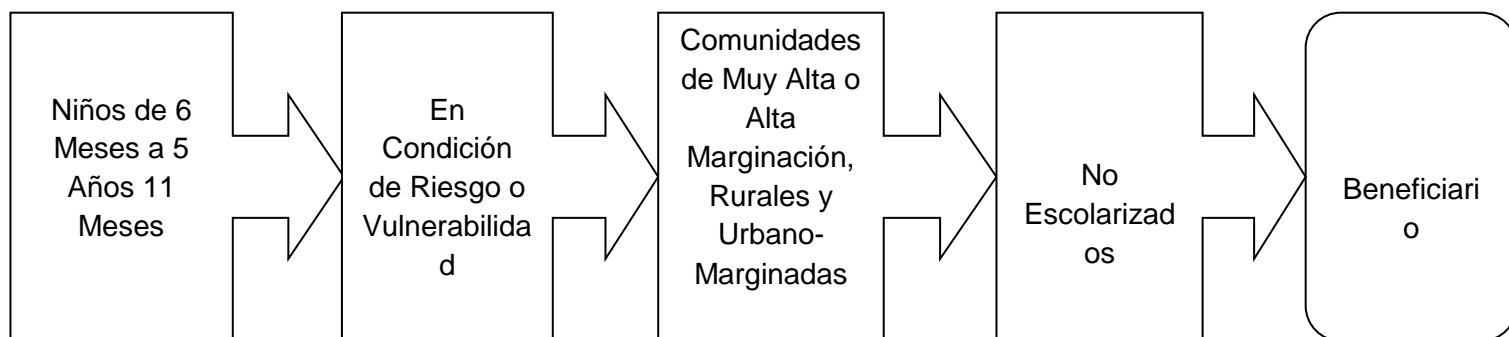 Niños de 6
Meses a 5
Años 11
Meses
En
Condición
de Riesgo o
Vulnerabilida
d
Comunidades
de Muy Alta o
Alta
Marginación,
Rurales y
Urbano-
Marginadas
No
Escolarizad
os
Beneficiari
o